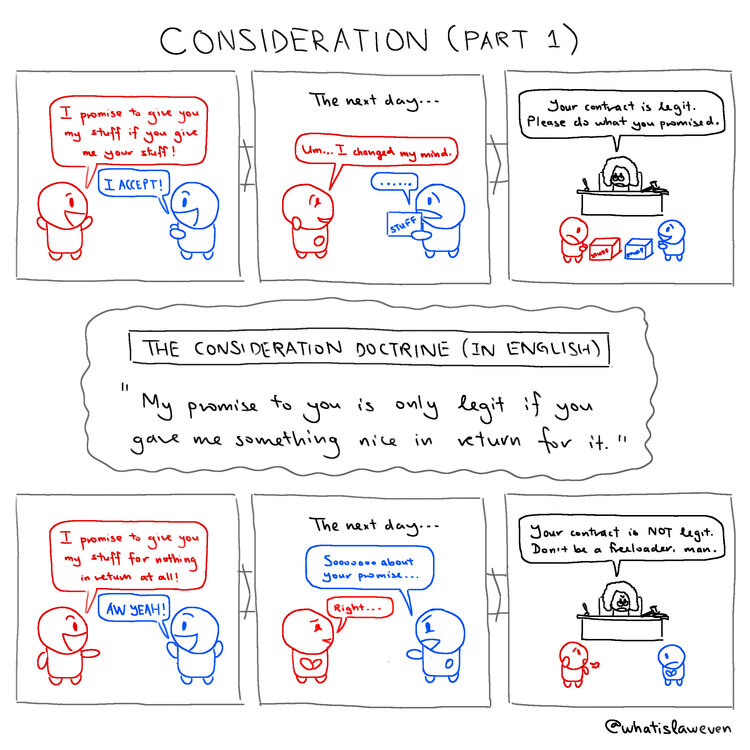 CONSIDERATION (PART 1)
I promise to give you
my stuff if you give
me your stuff!
I ACCEPT!
The next day...
Um... I changed my mind.
......
STUFF
Your contract is legit.
Please do what you promised.
STUFF
STUFF
THE CONSIDERATION DOCTRINE (IN ENGLISH)
"My promise to you is only legit if you
gave me something nice in return for it."
I promise to give you
my stuff for nothing
in return at all!
AW YEAH!
The next day...
Sooooooo about
your promise...
Right...
Your contract is NOT legit.
Don't be a freeloader, man.
@whatislaweven